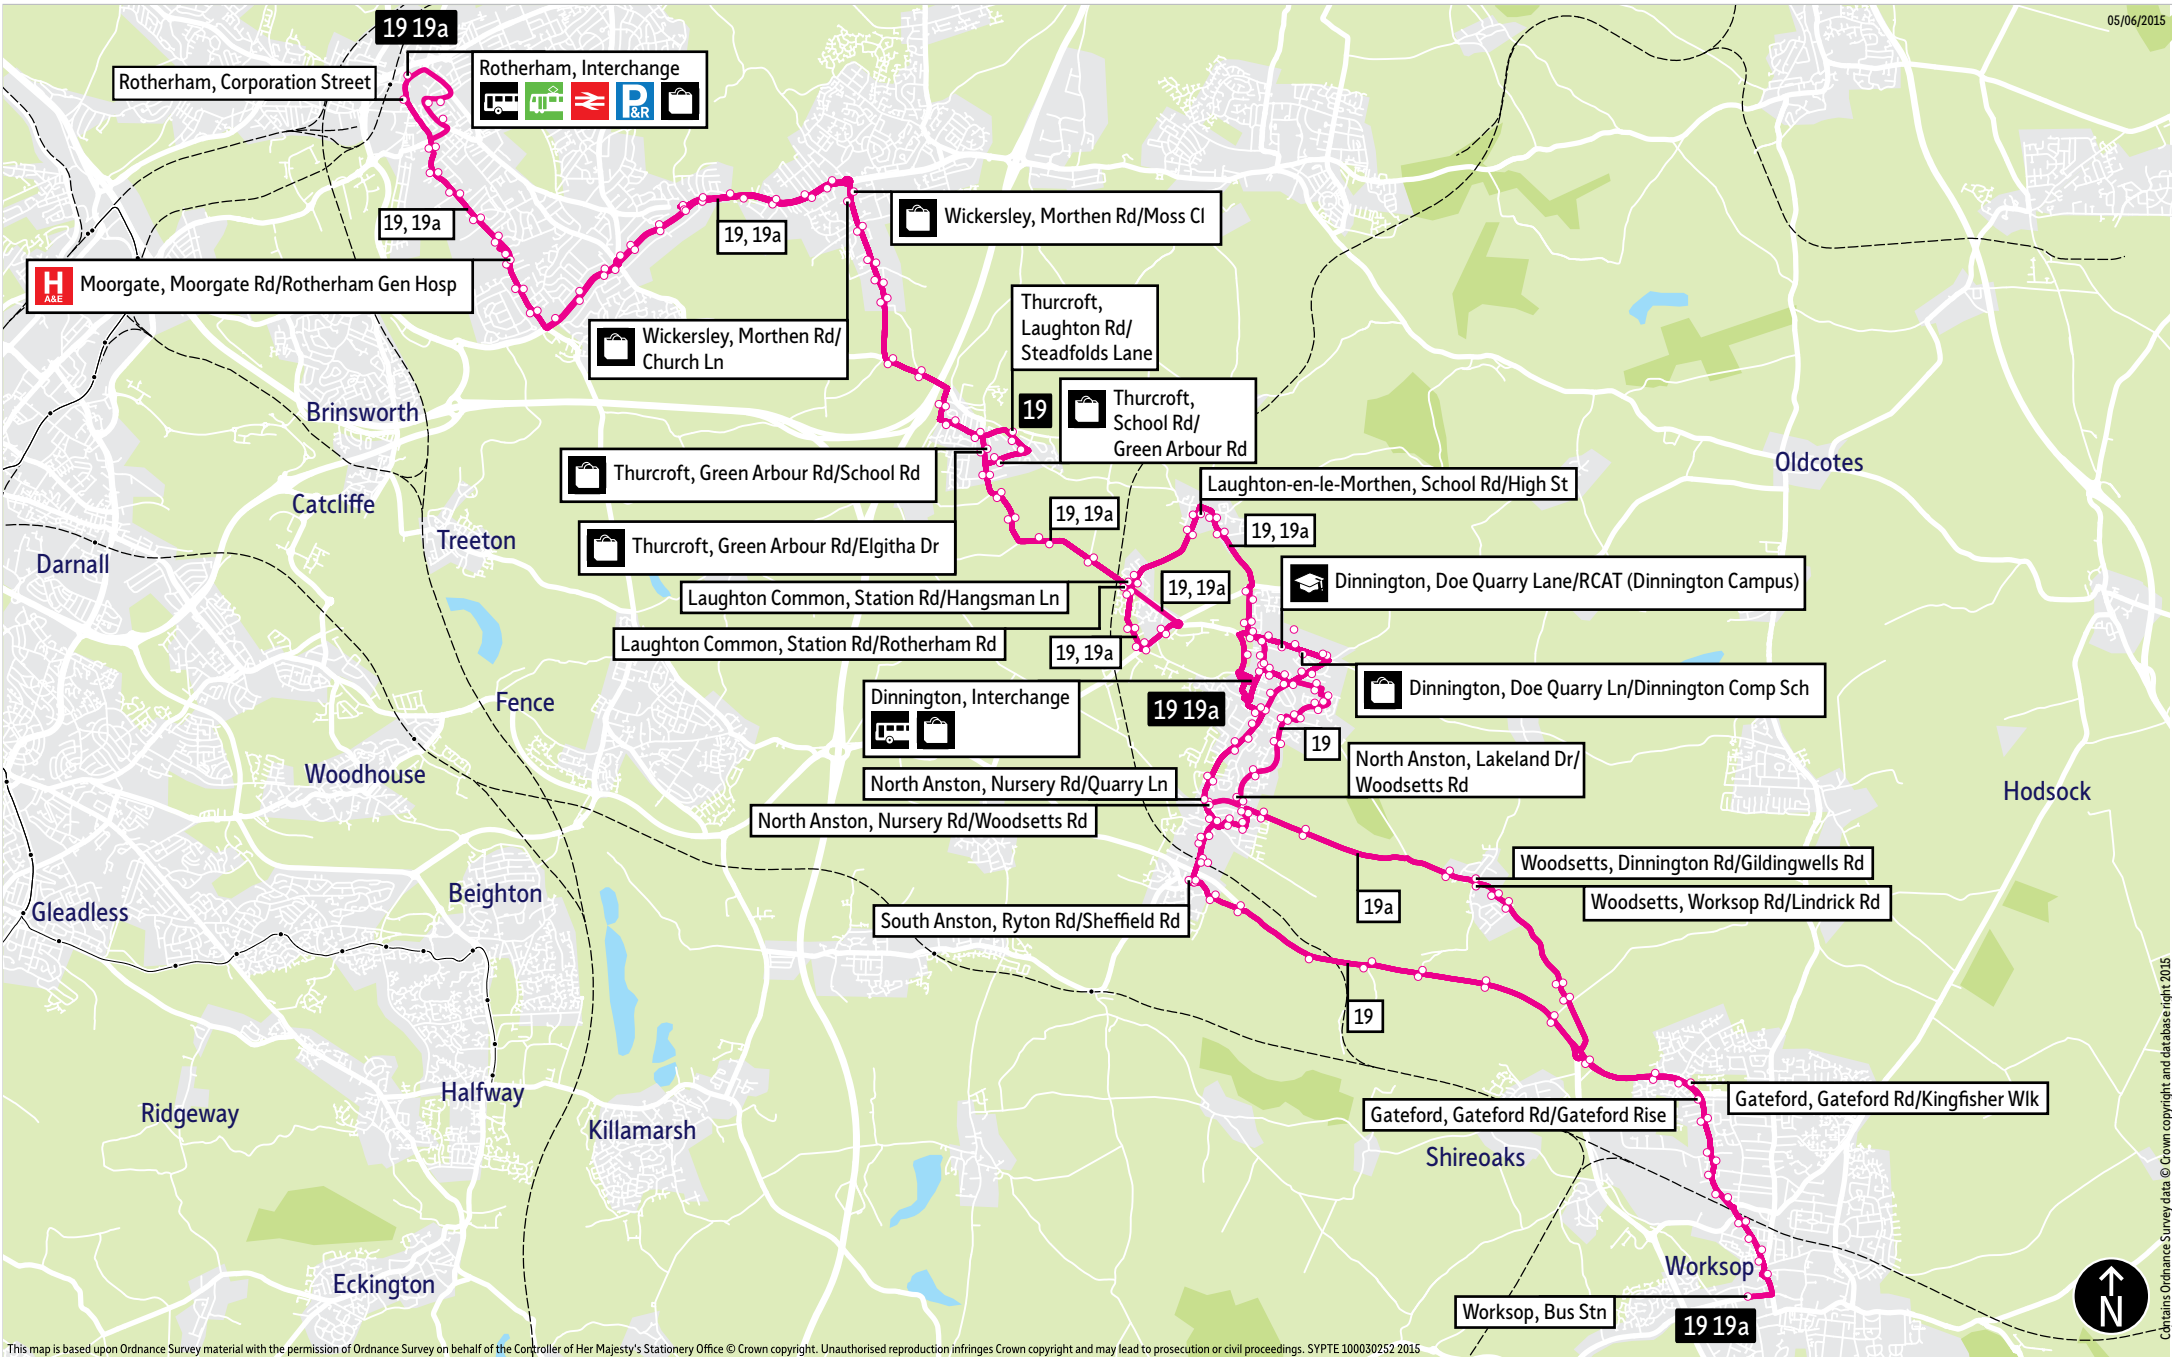 05/06/2015
19 19a
Rotherham, Corporation Street
Rotherham, Interchange
P
&R
19, 19a
19, 19a
Wickersley, Morthen Rd/Moss Cl
H
A&E
Moorgate, Moorgate Rd/Rotherham Gen Hosp
Wickersley, Morthen Rd/
Church Ln
Thurcroft,
Laughton Rd/
Steadfolds Lane
19
Thurcroft,
School Rd/
Green Arbour Rd
Brinsworth
Oldcotes
Thurcroft, Green Arbour Rd/School Rd
Laughton-en-le-Morthen, School Rd/High St
Catcliffe
19, 19a
19, 19a
Treeton
Thurcroft, Green Arbour Rd/Elgitha Dr
Darnall
Dinnington, Doe Quarry Lane/RCAT (Dinnington Campus)
Laughton Common, Station Rd/Hangsman Ln
19, 19a
Laughton Common, Station Rd/Rotherham Rd
19, 19a
Dinnington, Doe Quarry Ln/Dinnington Comp Sch
Dinnington, Interchange
19 19a
Fence
19
North Anston, Lakeland Dr/
Woodsetts Rd
Woodhouse
North Anston, Nursery Rd/Quarry Ln
Hodsock
North Anston, Nursery Rd/Woodsetts Rd
Woodsetts, Dinnington Rd/Gildingwells Rd
Beighton
Woodsetts, Worksop Rd/Lindrick Rd
19a
Gleadless
South Anston, Ryton Rd/Sheffield Rd
19
Halfway
Gateford, Gateford Rd/Kingfisher Wlk
Ridgeway
Gateford, Gateford Rd/Gateford Rise
Killamarsh
Shireoaks
Worksop
Eckington
Worksop, Bus Stn
19 19a
N
Contains Ordnance Survey data © Crown copyright and database right 2015
This map is based upon Ordnance Survey material with the permission of Ordnance Survey on behalf of the Controller of Her Majesty's Stationery Office © Crown copyright. Unauthorised reproduction infringes Crown copyright and may lead to prosecution or civil proceedings. SYPTE 100030252 2015